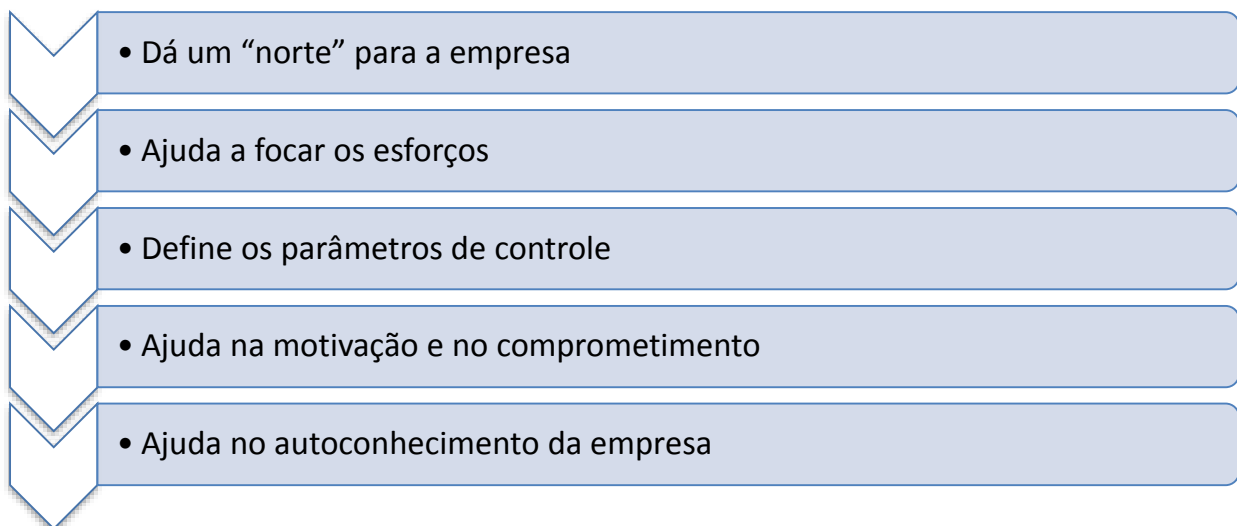 • Dá um “norte” para a empresa
• Ajuda a focar os esforços
• Define os parâmetros de controle
• Ajuda na motivação e no comprometimento
• Ajuda no autoconhecimento da empresa